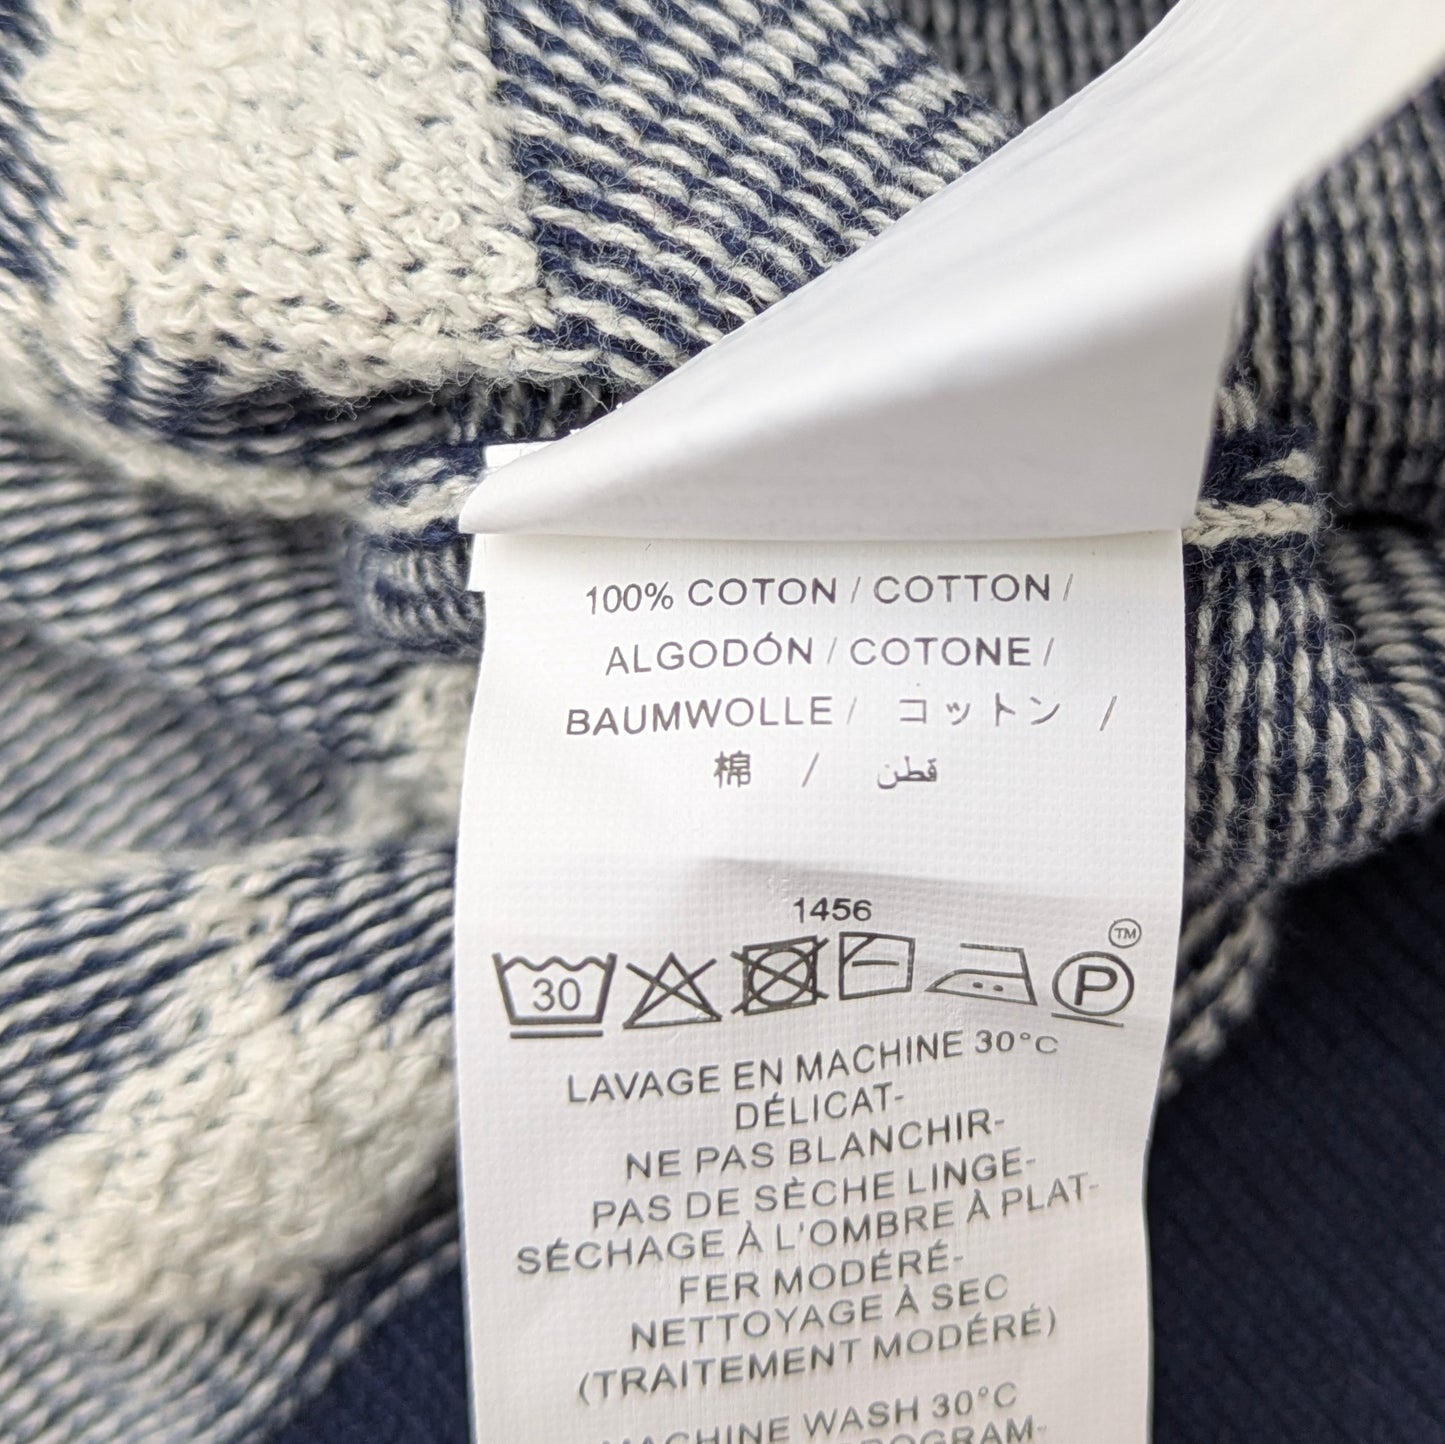 100% COTON / COTTON /
ALGODÓN / COTONE /
BAUMWOLLE / コットン /
棉 / قطن
1456
30 P TM
LAVAGE EN MACHINE 30°C
DÉLICAT-
NE PAS BLANCHIR-
PAS DE SÈCHE LINGE-
SÉCHAGE À L'OMBRE À PLAT-
FER MODÉRÉ-
NETTOYAGE À SEC
(TRAITEMENT MODÉRÉ)
MACHINE WASH 30°C